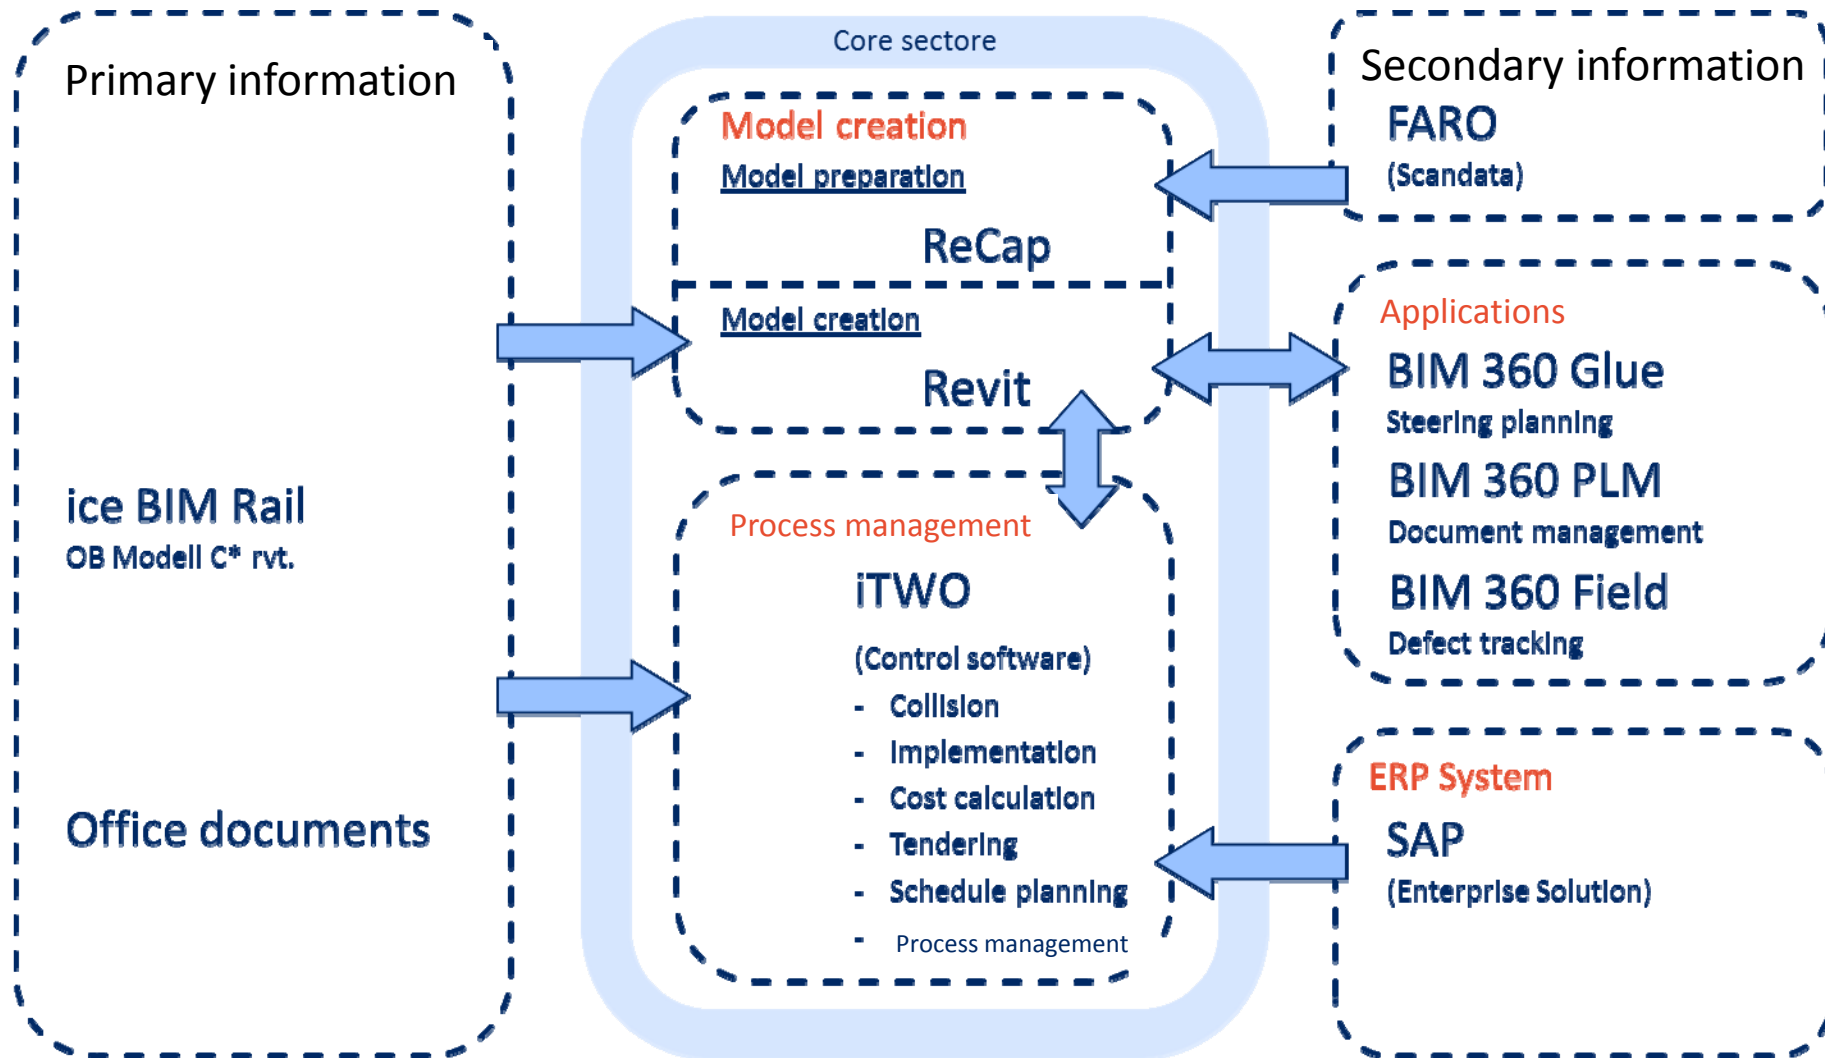 Primary information
ice BIM Rail
OB Modell C* rvt.
Office documents
Core sectore
Model creation
Model preparation
ReCap
Model creation
Revit
Process management
iTWO
(Control software)
- Collision
- Implementation
- Cost calculation
- Tendering
- Schedule planning
- Process management
Secondary information
FARO
(Scandata)
Applications
BIM 360 Glue
Steering planning
BIM 360 PLM
Document management
BIM 360 Field
Defect tracking
ERP System
SAP
(Enterprise Solution)